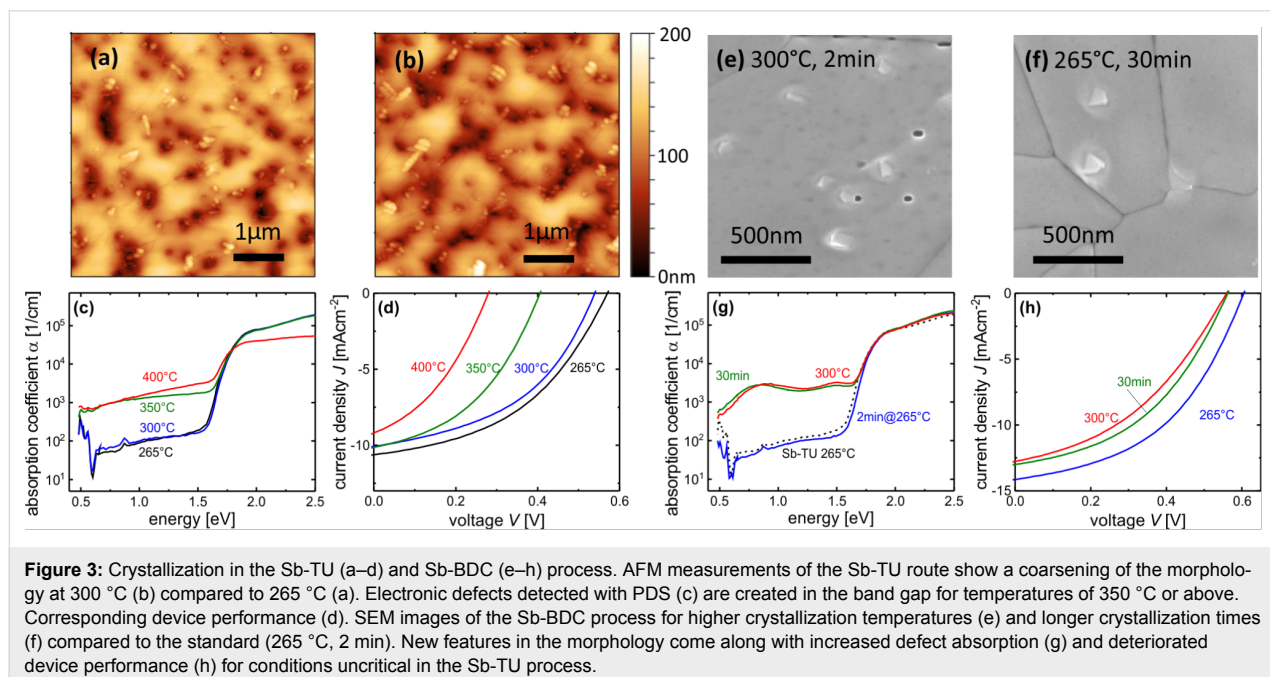 (a)
1μm
(b)
1μm
200
100
0nm
(e) 300°C, 2min
500nm
(f) 265°C, 30min
500nm
(c)
absorption coefficient α [1/cm]
10⁵
10⁴
10³
10²
10¹
400°C
350°C
300°C
265°C
0.5 1.0 1.5 2.0 2.5
energy [eV]
(d)
current density J [mAcm⁻²]
0
-5
-10
400°C
350°C
300°C
265°C
0.0 0.2 0.4 0.6
voltage V [V]
(g)
absorption coefficient α [1/cm]
10⁵
10⁴
10³
10²
10¹
30min
300°C
2min@265°C
Sb-TU 265°C
0.5 1.0 1.5 2.0 2.5
energy [eV]
(h)
current density J [mAcm⁻²]
0
-5
-10
-15
30min
300°C
265°C
0.0 0.2 0.4 0.6
voltage V [V]
Figure 3: Crystallization in the Sb-TU (a–d) and Sb-BDC (e–h) process. AFM measurements of the Sb-TU route show a coarsening of the morpholo-
gy at 300 °C (b) compared to 265 °C (a). Electronic defects detected with PDS (c) are created in the band gap for temperatures of 350 °C or above.
Corresponding device performance (d). SEM images of the Sb-BDC process for higher crystallization temperatures (e) and longer crystallization times
(f) compared to the standard (265 °C, 2 min). New features in the morphology come along with increased defect absorption (g) and deteriorated
device performance (h) for conditions uncritical in the Sb-TU process.